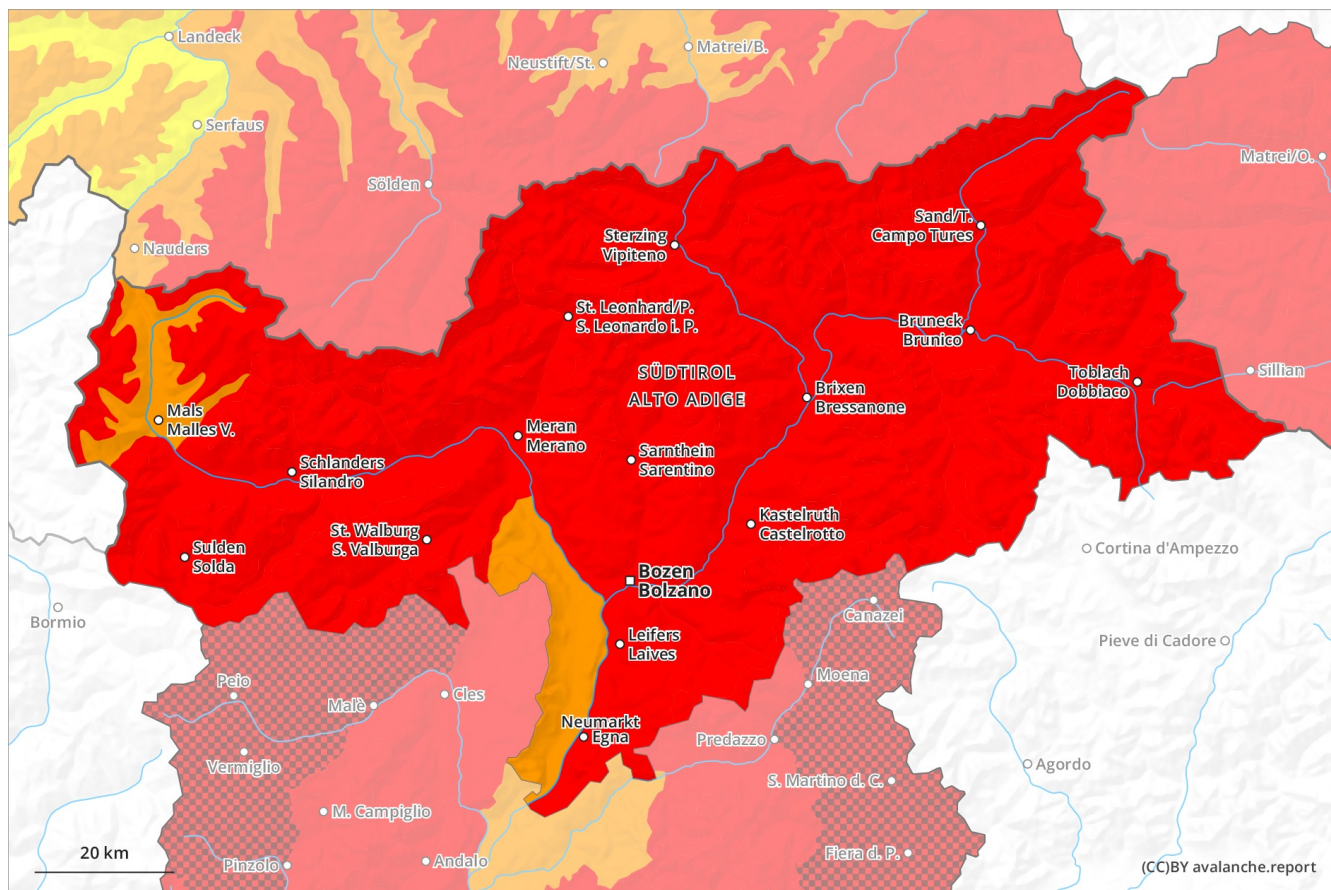 Landeck
Matrei/B.
Neustift/St.
Serfaus
Matrei/O.
Sölden
Sand/T.
Campo Tures
Sterzing
Vipiteno
Nauders
St. Leonhard/P.
S. Leonardo i. P.
Bruneck
Brunico
SÜDTIROL
ALTO ADIGE
Toblach
Dobbiaco
Sillian
Brixen
Bressanone
Mals
Malles V.
Meran
Merano
Sarnthein
Sarentino
Schlanders
Silandro
Kastelruth
Castelrotto
St. Walburg
S. Valburga
Sulden
Solda
Cortina d'Ampezzo
Bozen
Bolzano
Bormio
Canazei
Leifers
Laives
Pieve di Cadore
Peio
Moena
Cles
Malè
Neumarkt
Egna
Predazzo
Vermiglio
Agordo
S. Martino d. C.
M. Campiglio
20 km
Andalo
Fiera d. P.
Pinzolo
(CC)BY avalanche.report